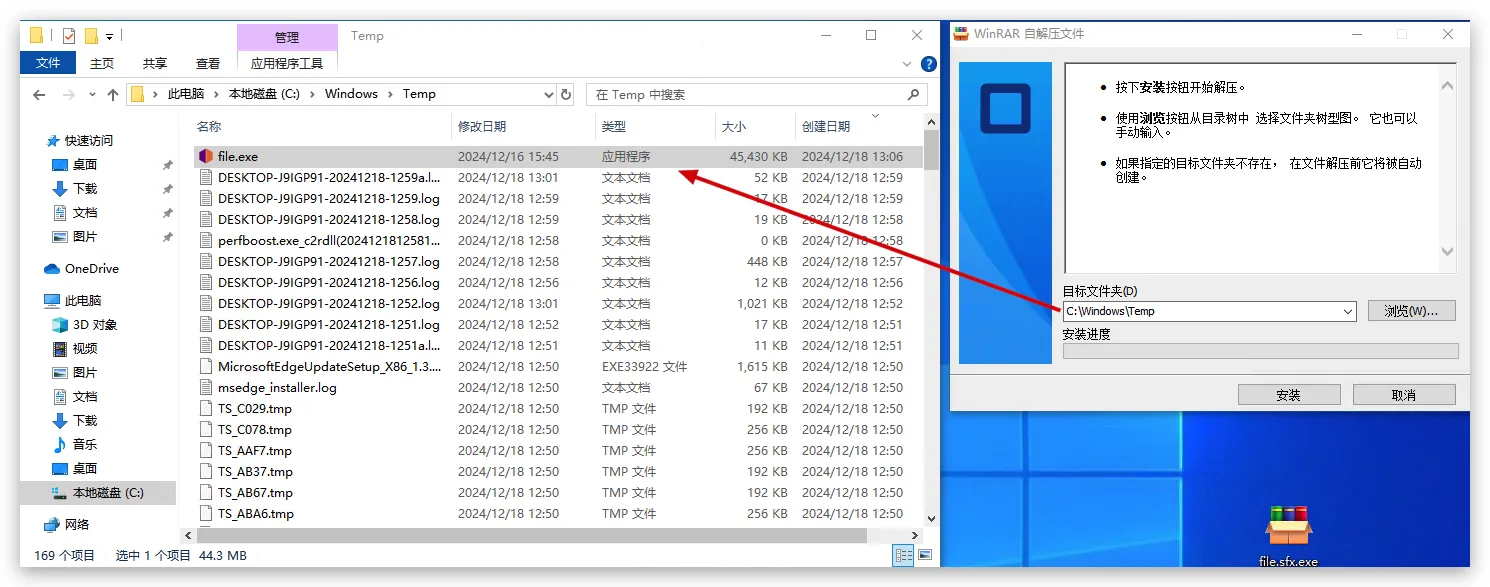 管理
Temp
文件
主页
共享
查看
应用程序工具
此电脑
本地磁盘 (C:)
Windows
Temp
在 Temp 中搜索
快速访问
桌面
下载
文档
图片
OneDrive
此电脑
3D 对象
视频
图片
文档
下载
音乐
桌面
本地磁盘 (C:)
网络
名称 修改日期 类型 大小 创建日期
file.exe 2024/12/16 15:45 应用程序 45,430 KB 2024/12/18 13:06
DESKTOP-J9IGP91-20241218-1259a.l... 2024/12/18 13:01 文本文档 52 KB 2024/12/18 12:59
DESKTOP-J9IGP91-20241218-1259.log 2024/12/18 12:59 文本文档 17 KB 2024/12/18 12:59
DESKTOP-J9IGP91-20241218-1258.log 2024/12/18 12:59 文本文档 19 KB 2024/12/18 12:58
perfboost.exe_c2rdll(2024121812581... 2024/12/18 12:58 文本文档 0 KB 2024/12/18 12:58
DESKTOP-J9IGP91-20241218-1257.log 2024/12/18 12:58 文本文档 448 KB 2024/12/18 12:57
DESKTOP-J9IGP91-20241218-1256.log 2024/12/18 12:56 文本文档 12 KB 2024/12/18 12:56
DESKTOP-J9IGP91-20241218-1252.log 2024/12/18 13:01 文本文档 1,021 KB 2024/12/18 12:52
DESKTOP-J9IGP91-20241218-1251.log 2024/12/18 12:52 文本文档 17 KB 2024/12/18 12:51
DESKTOP-J9IGP91-20241218-1251a.l... 2024/12/18 12:51 文本文档 11 KB 2024/12/18 12:51
MicrosoftEdgeUpdateSetup_X86_1.3.... 2024/12/18 12:50 EXE33922 文件 1,615 KB 2024/12/18 12:50
msedge_installer.log 2024/12/18 12:50 文本文档 67 KB 2024/12/18 12:50
TS_C029.tmp 2024/12/18 12:50 TMP 文件 192 KB 2024/12/18 12:50
TS_C078.tmp 2024/12/18 12:50 TMP 文件 256 KB 2024/12/18 12:50
TS_AAF7.tmp 2024/12/18 12:50 TMP 文件 256 KB 2024/12/18 12:50
TS_AB37.tmp 2024/12/18 12:50 TMP 文件 192 KB 2024/12/18 12:50
TS_AB67.tmp 2024/12/18 12:50 TMP 文件 192 KB 2024/12/18 12:50
TS_ABA6.tmp 2024/12/18 12:50 TMP 文件 256 KB 2024/12/18 12:50
169 个项目 选中 1 个项目 44.3 MB
WinRAR 自解压文件
• 按下安装按钮开始解压。
• 使用浏览按钮从目录树中 选择文件夹树型图。 它也可以
手动输入。
• 如果指定的目标文件夹不存在， 在文件解压前它将被自动
创建。
目标文件夹(D)
C:\Windows\Temp
浏览(W)...
安装进度
安装
取消
file.sfx.exe